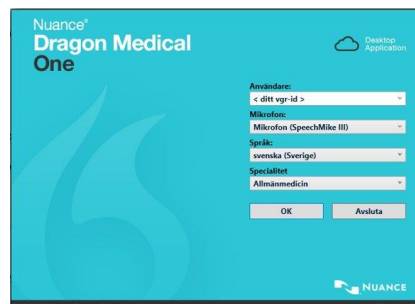 Nuance®
Dragon Medical
One
Desktop
Application
Användare:
< ditt vgr-id >
Mikrofon:
Mikrofon (SpeechMike III)
Språk:
svenska (Sverige)
Specialitet
Allmänmedicin
OK Avsluta
NUANCE